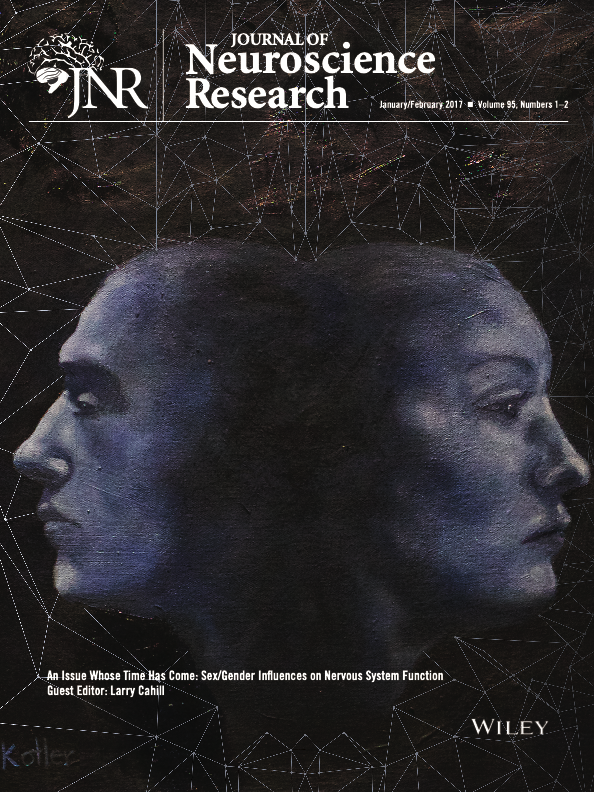 JNR
JOURNAL OF
Neuroscience
Research
January/February 2017 ■ Volume 95, Numbers 1–2
An Issue Whose Time Has Come: Sex/Gender Influences on Nervous System Function
Guest Editor: Larry Cahill
WILEY
Koller